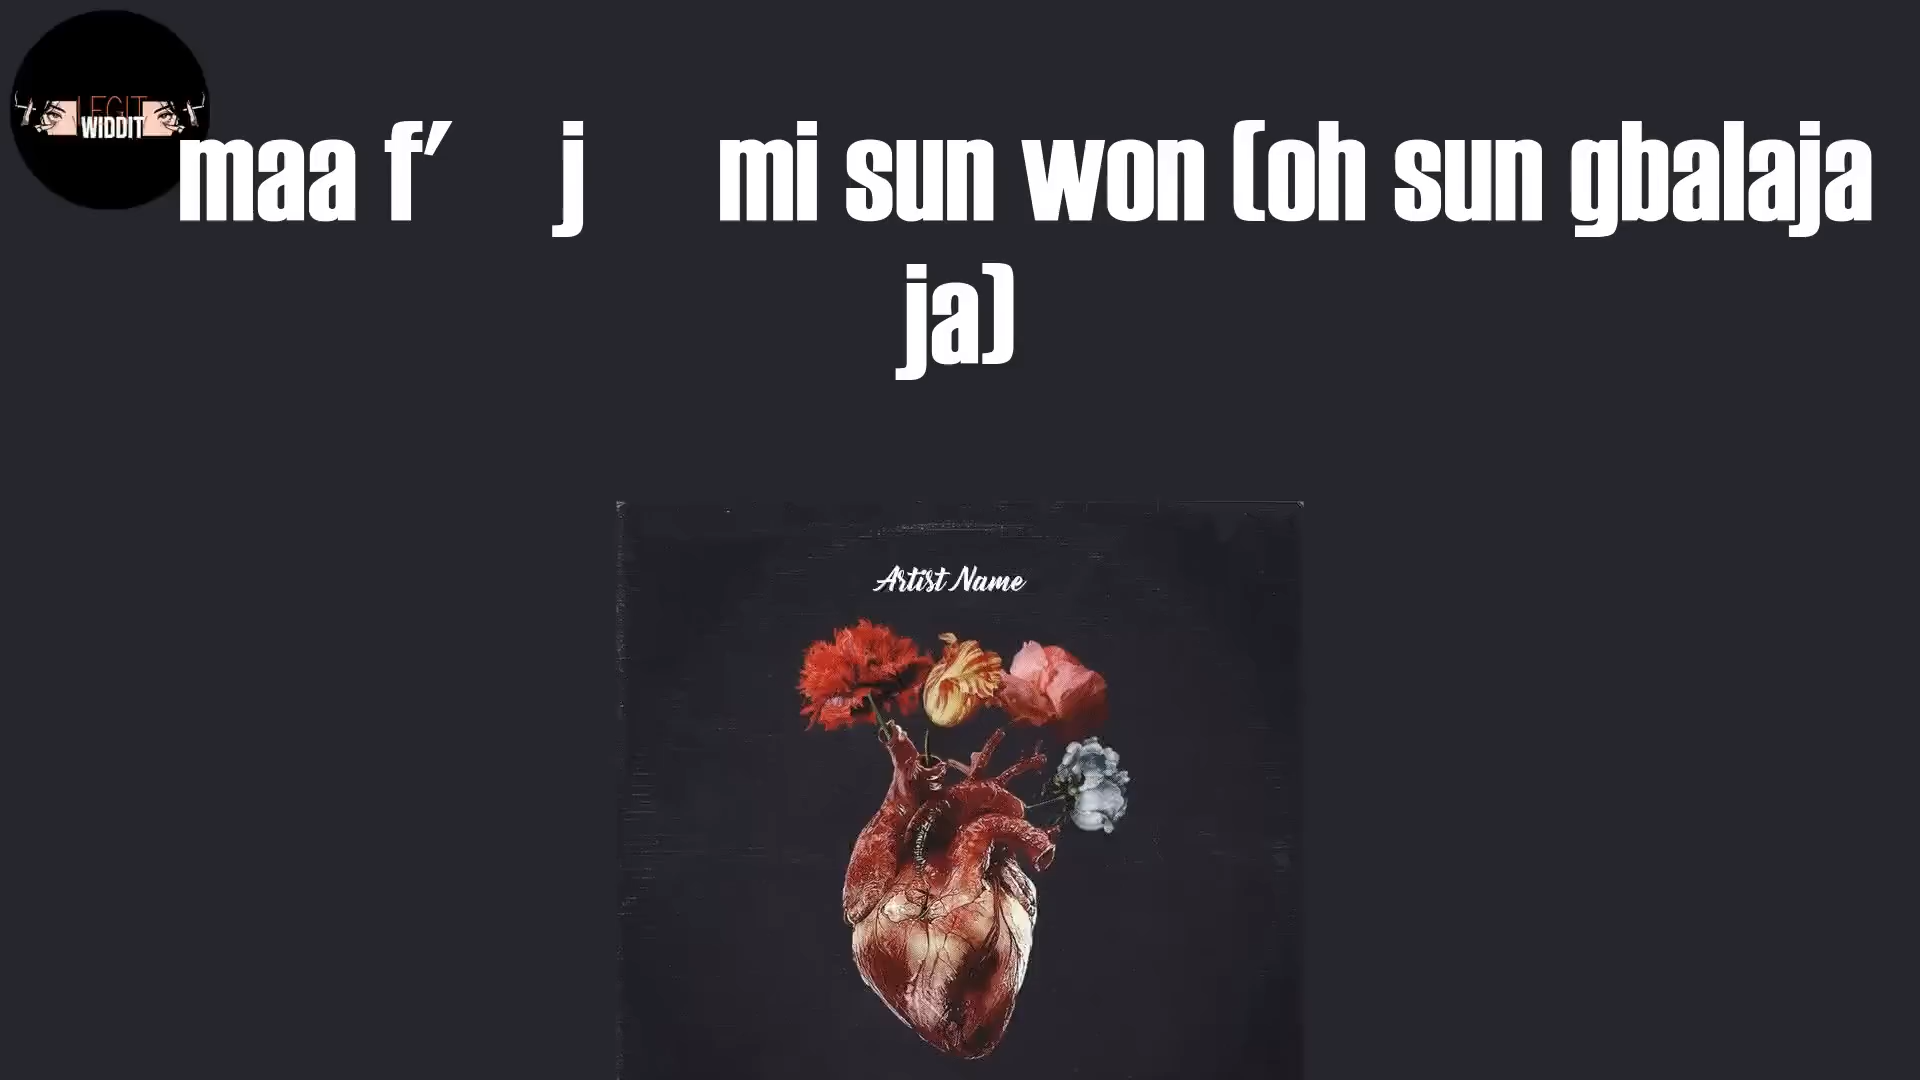 LEGIT
WIDDIT
maa f’ j mi sun won (oh sun gbalaja
ja)
Artist Name